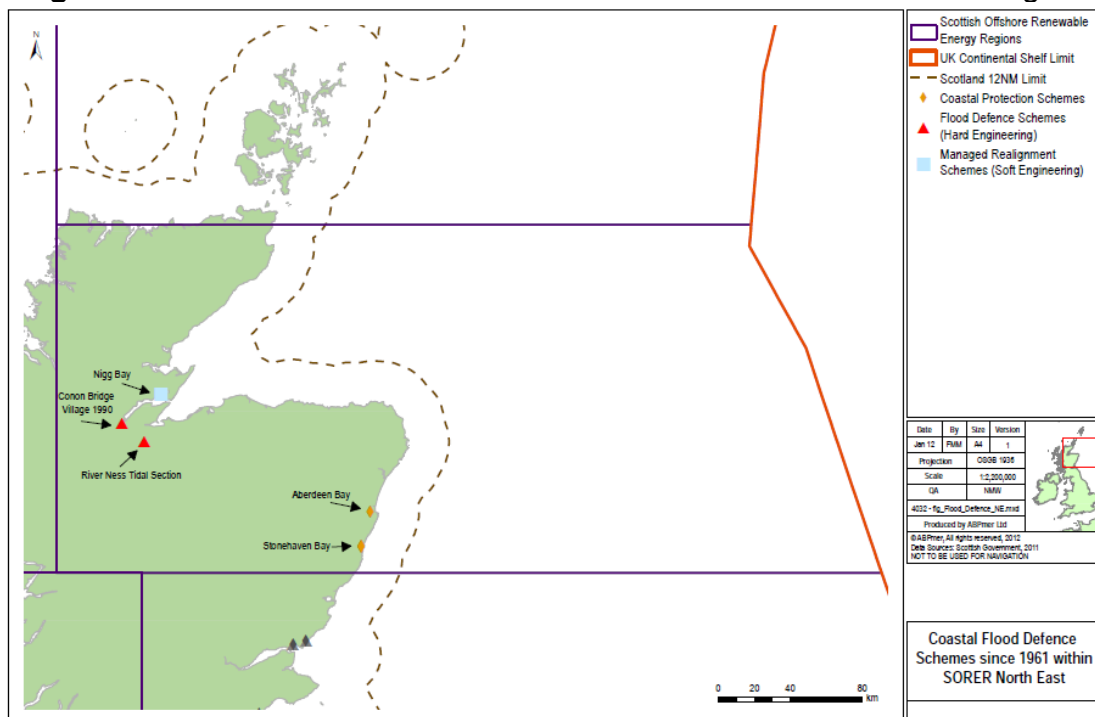 N
Nigg Bay
Conon Bridge
Village 1990
River Ness Tidal Section
Aberdeen Bay
Stonehaven Bay
0 20 40 80
km
Scottish Offshore Renewable
Energy Regions
UK Continental Shelf Limit
Scotland 12NM Limit
Coastal Protection Schemes
Flood Defence Schemes
(Hard Engineering)
Managed Realignment
Schemes (Soft Engineering)
Date By Size Version
Jan 12 FMM A4 1
Projection OSGB 1936
Scale 1:2,200,000
QA NMW
4032 - fig_Flood_Defence_NE.mxd
Produced by ABPmer Ltd
©ABPmer, All rights reserved, 2012
Data Sources: Scottish Government, 2011
NOT TO BE USED FOR NAVIGATION
Coastal Flood Defence
Schemes since 1961 within
SORER North East